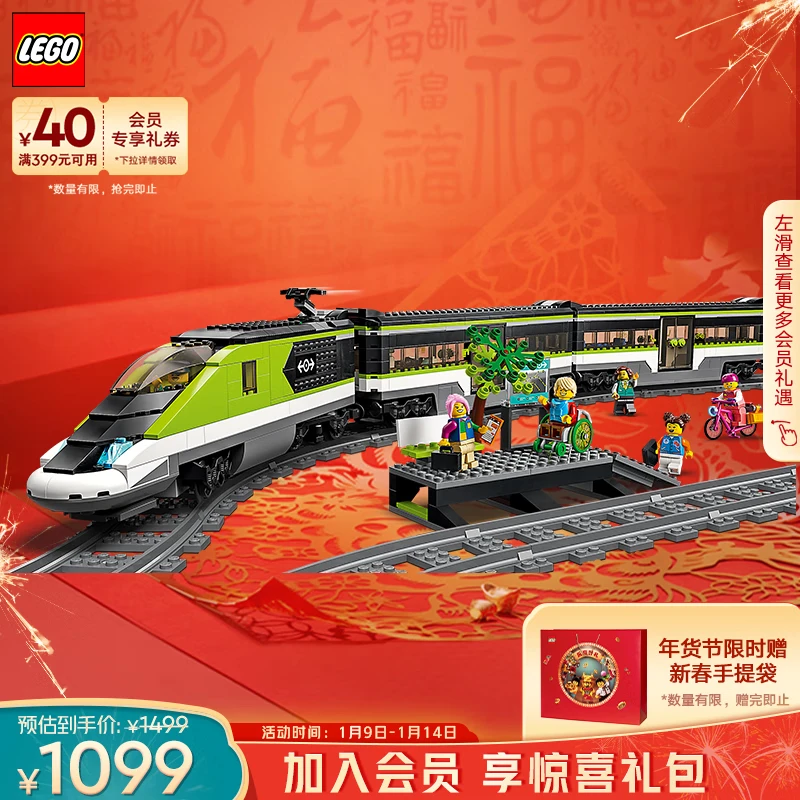 LEGO
¥40
满399元可用
会员
专享礼券
*下拉详情领取
*数量有限，抢完即止
左滑查看更多会员礼遇
年货节限时赠
新春手提袋
*数量有限，赠完即止
预估到手价: ¥1499
¥1099
活动时间：1月9日-1月14日
加入会员 享惊喜礼包